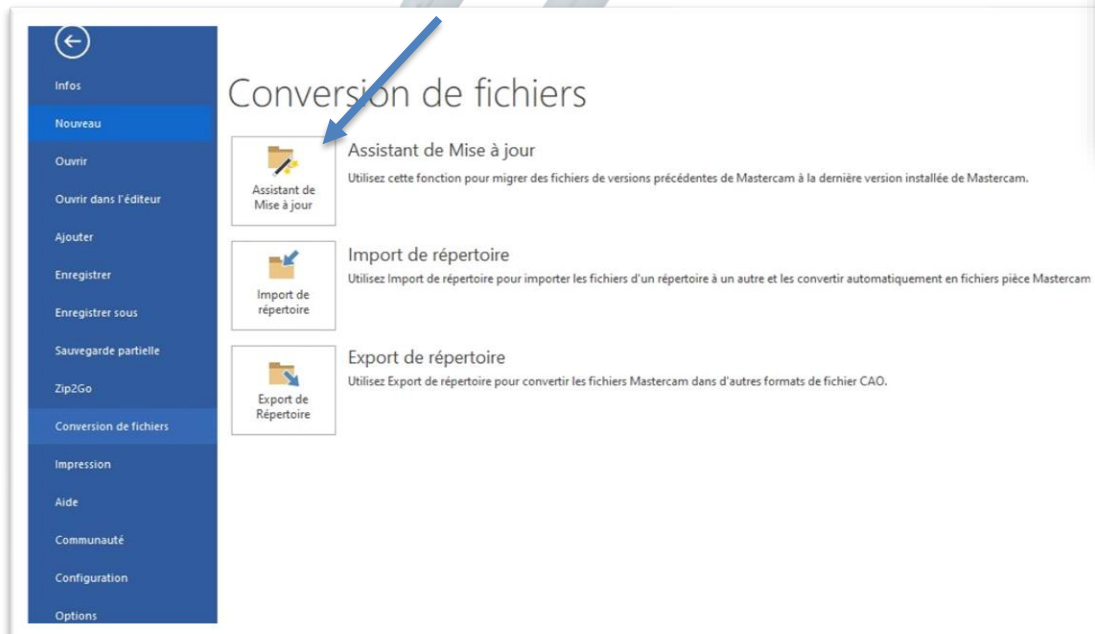 Infos
Nouveau
Ouvrir
Ouvrir dans l'éditeur
Ajouter
Enregistrer
Enregistrer sous
Sauvegarde partielle
Zip2Go
Conversion de fichiers
Impression
Aide
Communauté
Configuration
Options
Conversion de fichiers
Assistant de
Mise à jour
Assistant de Mise à jour
Utilisez cette fonction pour migrer des fichiers de versions précédentes de Mastercam à la dernière version installée de Mastercam.
Import de
répertoire
Import de répertoire
Utilisez Import de répertoire pour importer les fichiers d'un répertoire à un autre et les convertir automatiquement en fichiers pièce Mastercam
Export de
Répertoire
Export de répertoire
Utilisez Export de répertoire pour convertir les fichiers Mastercam dans d'autres formats de fichier CAO.